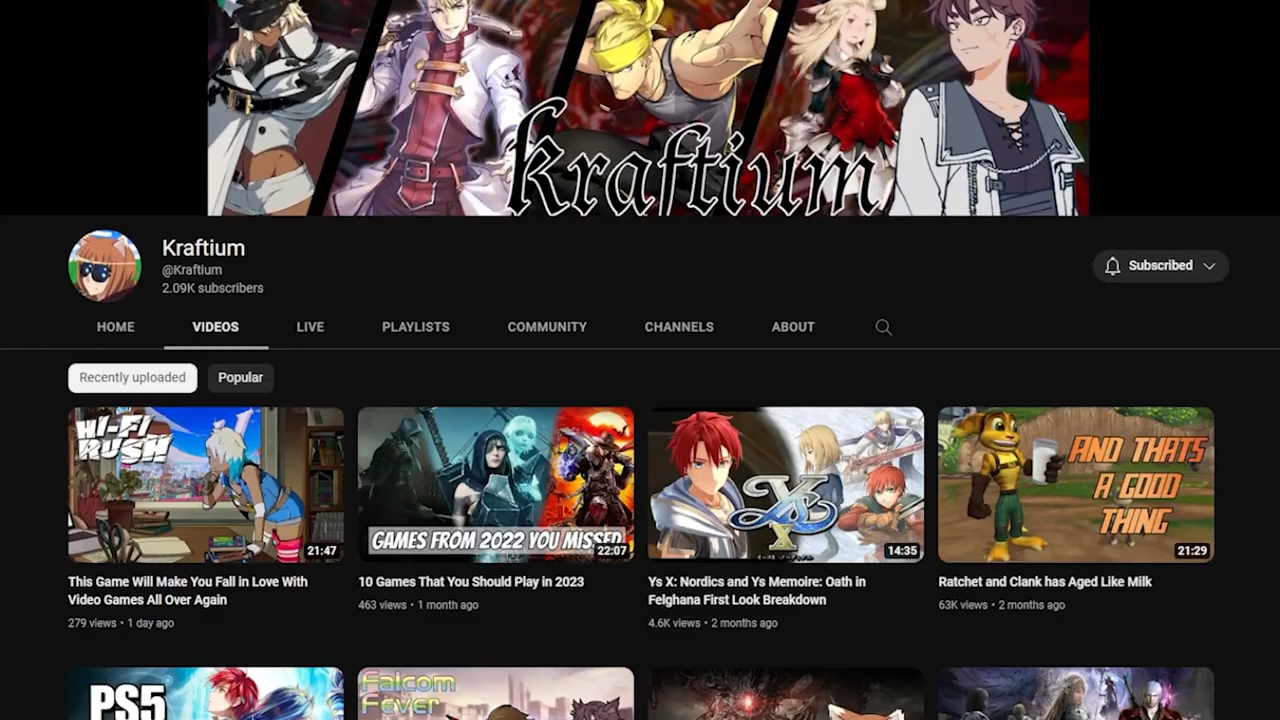 kraftium
Kraftium
@Kraftium
2.09K subscribers
Subscribed
HOME VIDEOS LIVE PLAYLISTS COMMUNITY CHANNELS ABOUT
Recently uploaded Popular
HI-FI
RUSH
21:47
GAMES FROM 2022 YOU MISSED
22:07
Ys
X
14:35
AND THATS
A GOOD
THING
21:29
This Game Will Make You Fall in Love With
Video Games All Over Again
279 views • 1 day ago
10 Games That You Should Play in 2023
463 views • 1 month ago
Ys X: Nordics and Ys Memoire: Oath in
Felghana First Look Breakdown
4.6K views • 2 months ago
Ratchet and Clank has Aged Like Milk
63K views • 2 months ago
PS5
Falcom
Fever